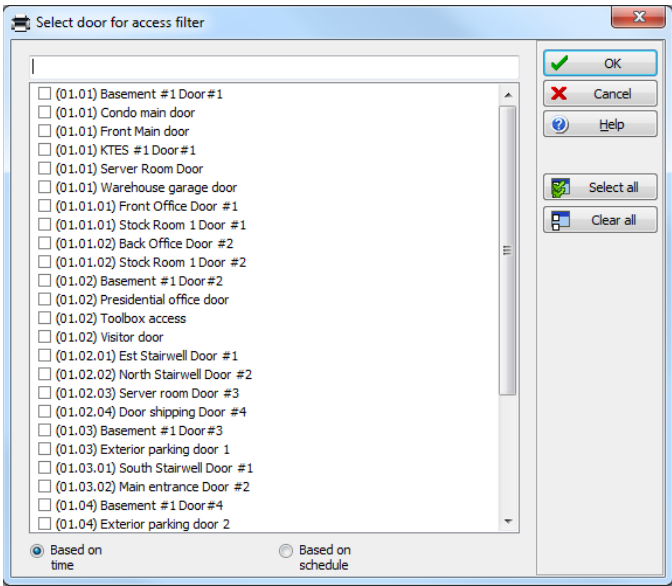 Select door for access filter
OK
Cancel
Help
Select all
Clear all
(01.01) Basement #1 Door#1
(01.01) Condo main door
(01.01) Front Main door
(01.01) KTES #1 Door#1
(01.01) Server Room Door
(01.01) Warehouse garage door
(01.01.01) Front Office Door #1
(01.01.01) Stock Room 1 Door #1
(01.01.02) Back Office Door #2
(01.01.02) Stock Room 1 Door #2
(01.02) Basement #1 Door#2
(01.02) Presidential office door
(01.02) Toolbox access
(01.02) Visitor door
(01.02.01) Est Stairwell Door #1
(01.02.02) North Stairwell Door #2
(01.02.03) Server room Door #3
(01.02.04) Door shipping Door #4
(01.03) Basement #1 Door#3
(01.03) Exterior parking door 1
(01.03.01) South Stairwell Door #1
(01.03.02) Main entrance Door #2
(01.04) Basement #1 Door#4
(01.04) Exterior parking door 2
Based on
time
Based on
schedule